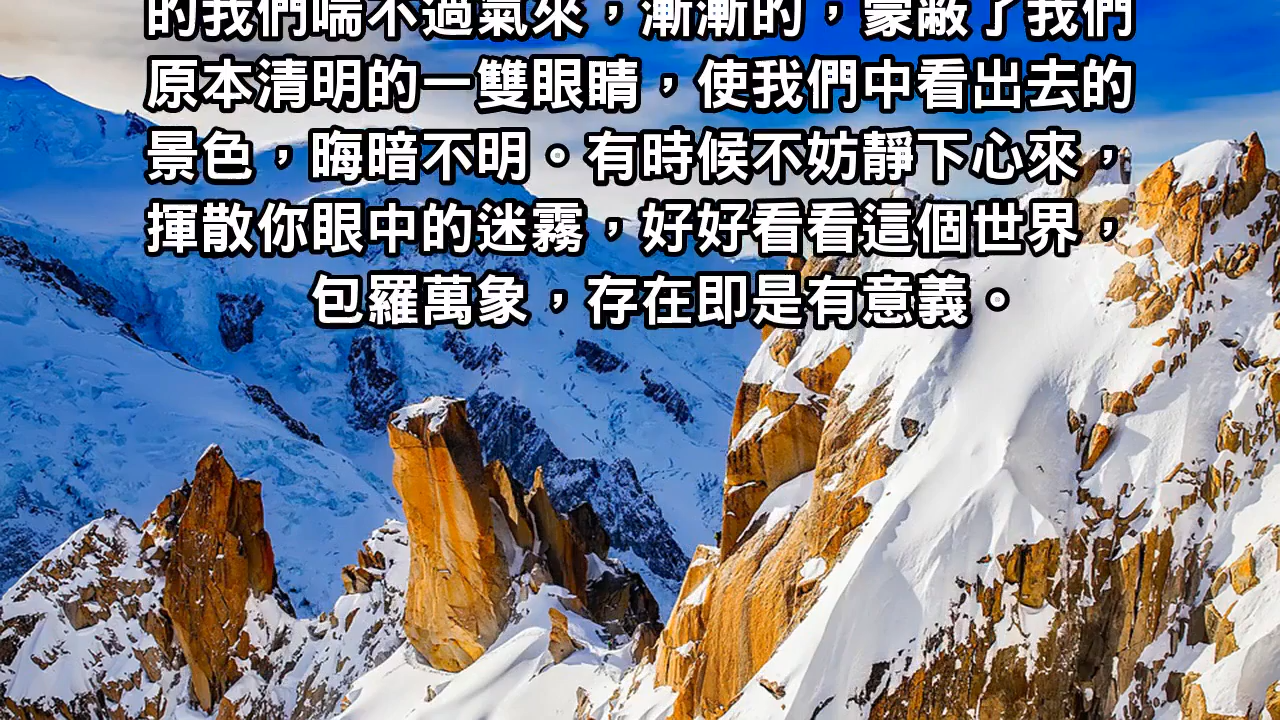 的我們喘不過氣來，漸漸的，蒙蔽了我們
原本清明的一雙眼睛，使我們中看出去的
景色，晦暗不明。有時候不妨靜下心來，
揮散你眼中的迷霧，好好看看這個世界，
包羅萬象，存在即是有意義。